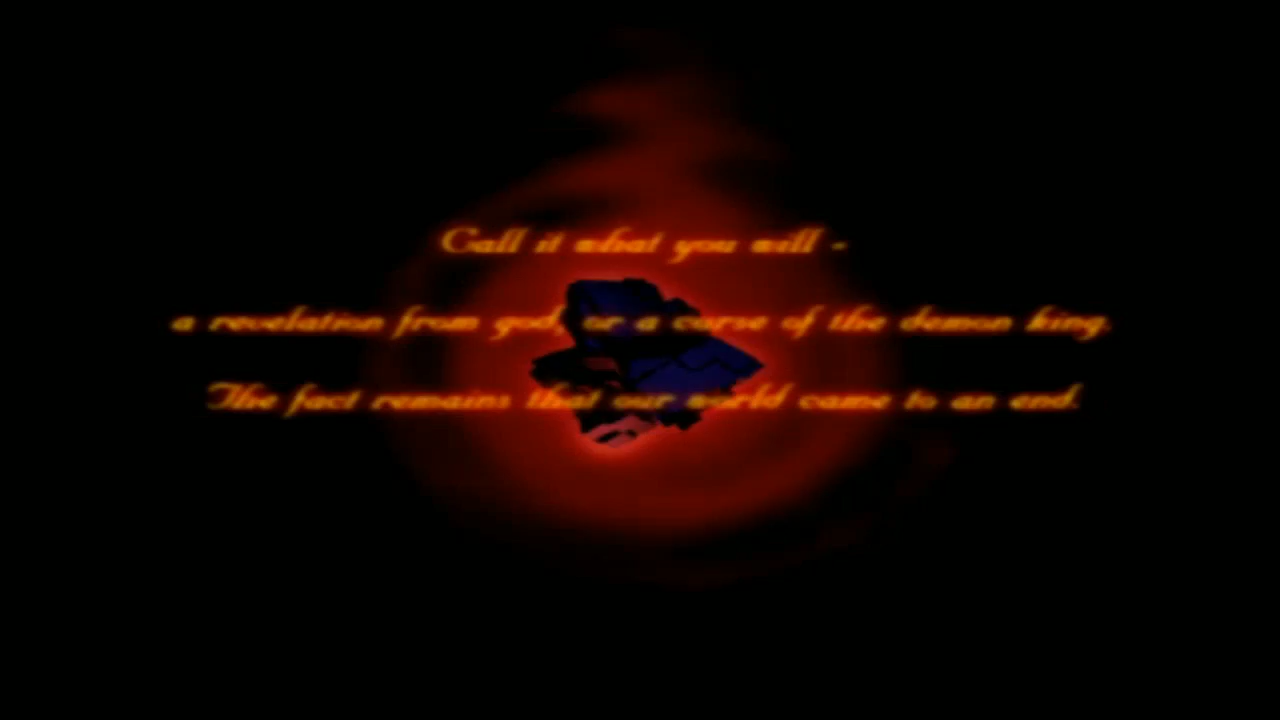 Call it what you will -
a revelation from god, or a curse of the demon king.
The fact remains that our world came to an end.